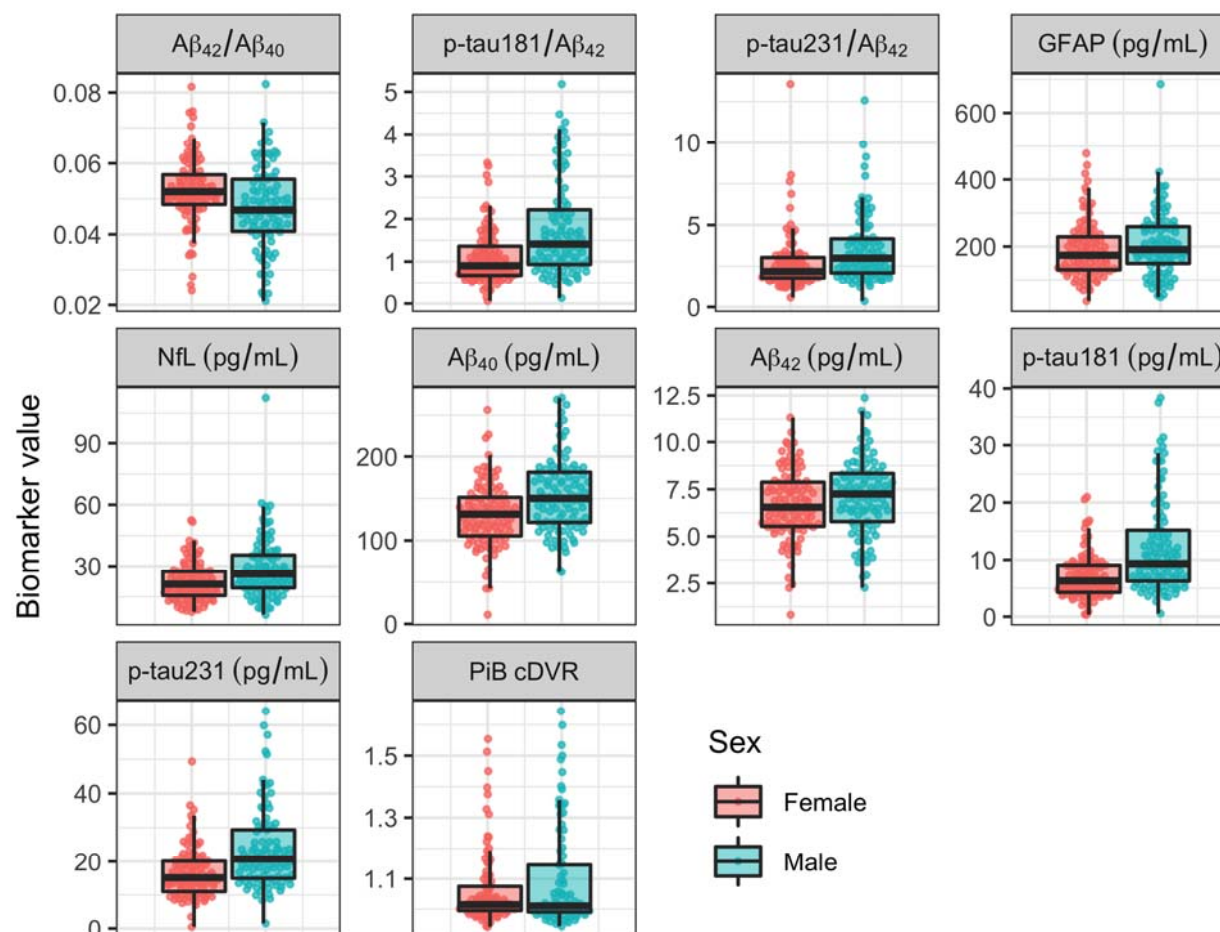 Aβ₄₂/Aβ₄₀
p-tau181/Aβ₄₂
p-tau231/Aβ₄₂
GFAP (pg/mL)
0.08
0.06
0.04
0.02
5
4
3
2
1
0
10
5
0
600
400
200
NfL (pg/mL)
Aβ₄₀ (pg/mL)
Aβ₄₂ (pg/mL)
p-tau181 (pg/mL)
90
60
30
200
100
0
12.5
10.0
7.5
5.0
2.5
40
30
20
10
0
Biomarker value
p-tau231 (pg/mL)
PiB cDVR
60
40
20
0
1.5
1.3
1.1
Sex
Female
Male